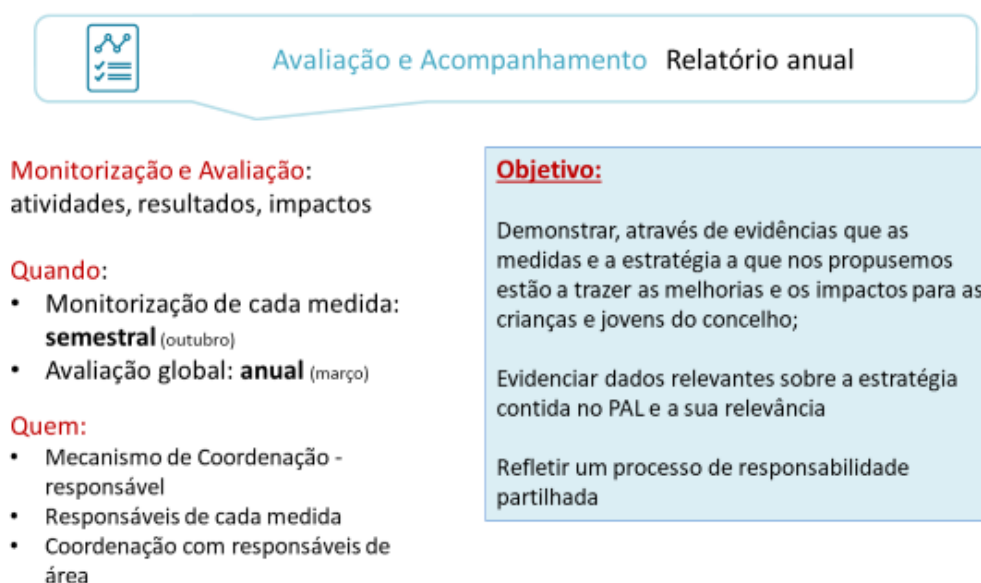 Avaliação e Acompanhamento Relatório anual
Monitorização e Avaliação:
atividades, resultados, impactos
Quando:
• Monitorização de cada medida:
semestral (outubro)
• Avaliação global: anual (março)
Quem:
• Mecanismo de Coordenação -
responsável
• Responsáveis de cada medida
• Coordenação com responsáveis de
área
Objetivo:
Demonstrar, através de evidências que as
medidas e a estratégia a que nos propusemos
estão a trazer as melhorias e os impactos para as
crianças e jovens do concelho;
Evidenciar dados relevantes sobre a estratégia
contida no PAL e a sua relevância
Refletir um processo de responsabilidade
partilhada